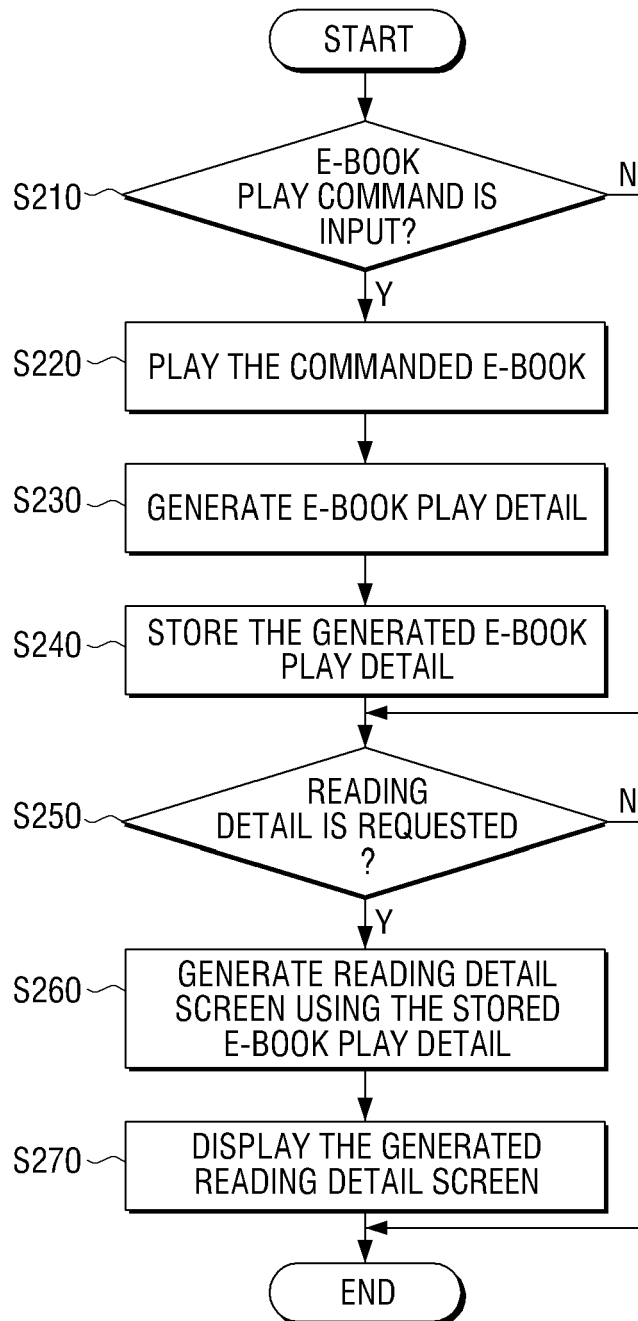 START
E-BOOK
PLAY COMMAND IS
INPUT?
S210
N
Y
S220
PLAY THE COMMANDED E-BOOK
S230
GENERATE E-BOOK PLAY DETAIL
S240
STORE THE GENERATED E-BOOK
PLAY DETAIL
S250
READING
DETAIL IS REQUESTED
?
N
Y
S260
GENERATE READING DETAIL
SCREEN USING THE STORED
E-BOOK PLAY DETAIL
S270
DISPLAY THE GENERATED
READING DETAIL SCREEN
END